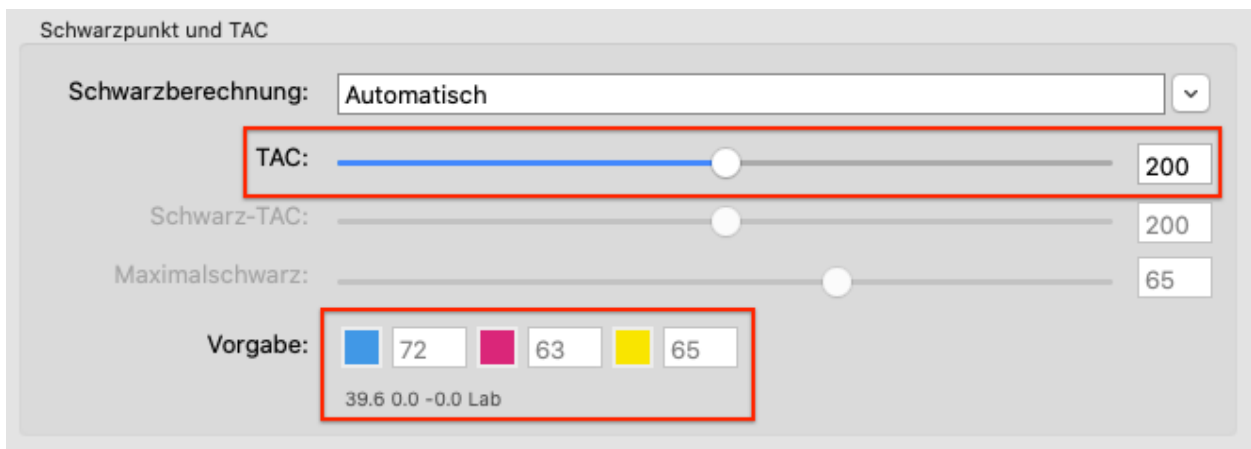 Schwarzpunkt und TAC
Schwarzberechnung: Automatisch
TAC: 200
Schwarz-TAC: 200
Maximalschwarz: 65
Vorgabe: 72 63 65
39.6 0.0 -0.0 Lab